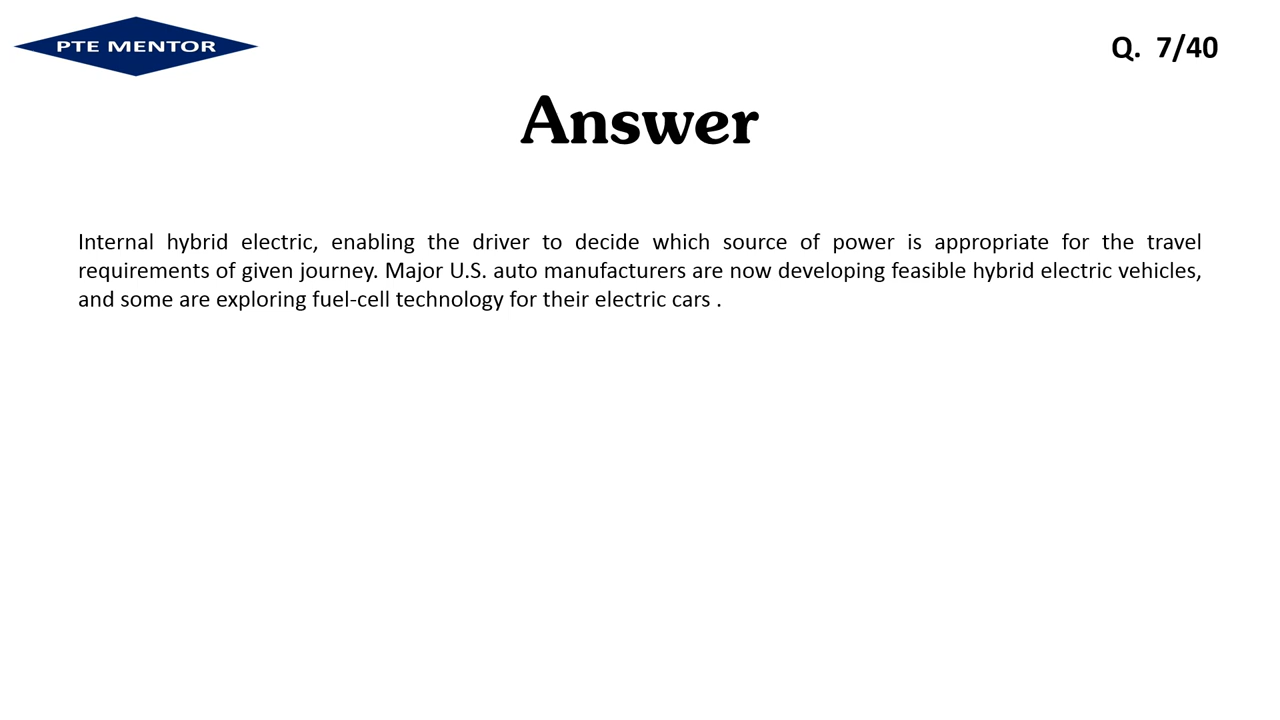 PTE MENTOR
Q. 7/40
Answer
Internal hybrid electric, enabling the driver to decide which source of power is appropriate for the travel
requirements of given journey. Major U.S. auto manufacturers are now developing feasible hybrid electric vehicles,
and some are exploring fuel-cell technology for their electric cars .